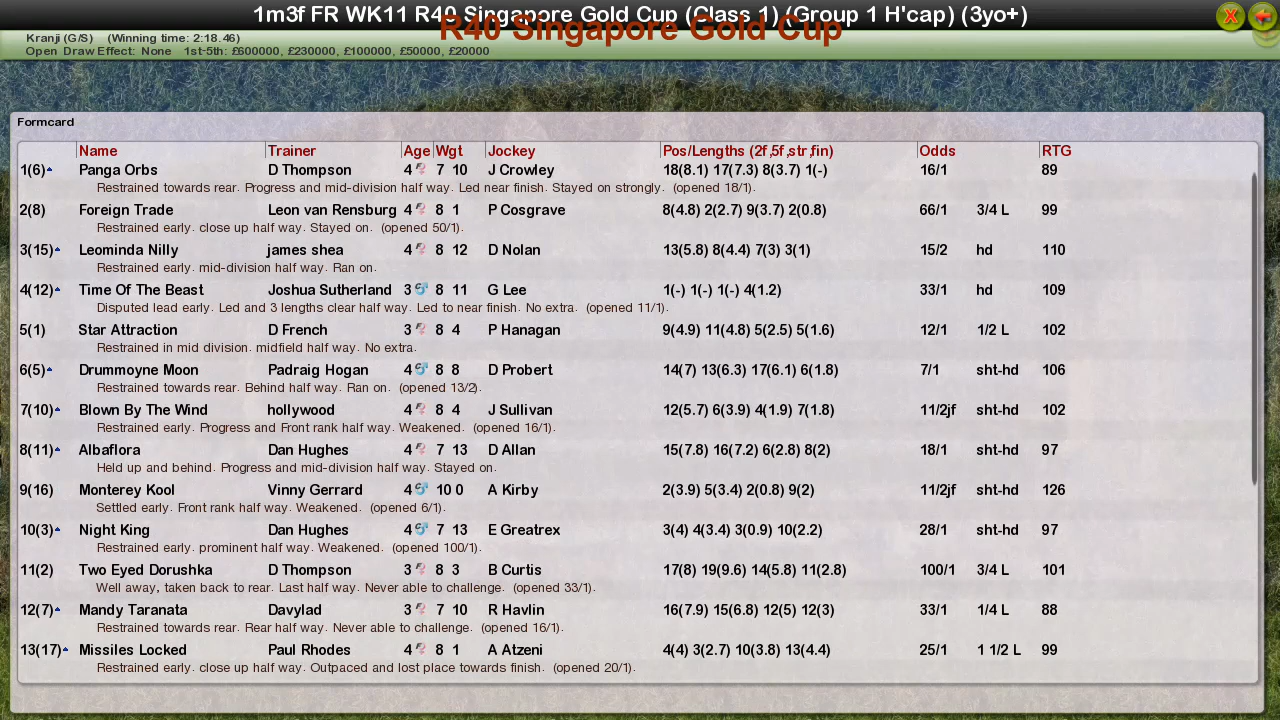 1m3f FR WK11 R40 Singapore Gold Cup (Class 1) (Group 1 H'cap) (3yo+)
R40 Singapore Gold Cup
X
Kranji (G/S) (Winning time: 2:18.46)
Open Draw Effect: None 1st-5th: £600000, £230000, £100000, £50000, £20000
Formcard
Name Trainer Age Wgt Jockey Pos/Lengths (2f,5f,str,fin) Odds RTG
1(6) Panga Orbs D Thompson 4 7 10 J Crowley 18(8.1) 17(7.3) 8(3.7) 1(-) 16/1 89
Restrained towards rear. Progress and mid-division half way. Led near finish. Stayed on strongly. (opened 18/1).
2(8) Foreign Trade Leon van Rensburg 4 8 1 P Cosgrave 8(4.8) 2(2.7) 9(3.7) 2(0.8) 66/1 3/4 L 99
Restrained early. close up half way. Stayed on. (opened 50/1).
3(15) Leominda Nilly james shea 4 8 12 D Nolan 13(5.8) 8(4.4) 7(3) 3(1) 15/2 hd 110
Restrained early. mid-division half way. Ran on.
4(12) Time Of The Beast Joshua Sutherland 3 8 11 G Lee 1(-) 1(-) 1(-) 4(1.2) 33/1 hd 109
Disputed lead early. Led and 3 lengths clear half way. Led to near finish. No extra. (opened 11/1).
5(1) Star Attraction D French 3 8 4 P Hanagan 9(4.9) 11(4.8) 5(2.5) 5(1.6) 12/1 1/2 L 102
Restrained in mid division. midfield half way. No extra.
6(5) Drummoyne Moon Padraig Hogan 4 8 8 D Probert 14(7) 13(6.3) 17(6.1) 6(1.8) 7/1 sht-hd 106
Restrained towards rear. Behind half way. Ran on. (opened 13/2).
7(10) Blown By The Wind hollywood 4 8 4 J Sullivan 12(5.7) 6(3.9) 4(1.9) 7(1.8) 11/2jf sht-hd 102
Restrained early. Progress and Front rank half way. Weakened. (opened 16/1).
8(11) Albaflora Dan Hughes 4 7 13 D Allan 15(7.8) 16(7.2) 6(2.8) 8(2) 18/1 sht-hd 97
Held up and behind. Progress and mid-division half way. Stayed on.
9(16) Monterey Kool Vinny Gerrard 4 10 0 A Kirby 2(3.9) 5(3.4) 2(0.8) 9(2) 11/2jf sht-hd 126
Settled early. Front rank half way. Weakened. (opened 6/1).
10(3) Night King Dan Hughes 4 7 13 E Greatrex 3(4) 4(3.4) 3(0.9) 10(2.2) 28/1 sht-hd 97
Restrained early. prominent half way. Weakened. (opened 100/1).
11(2) Two Eyed Dorushka D Thompson 3 8 3 B Curtis 17(8) 19(9.6) 14(5.8) 11(2.8) 100/1 3/4 L 101
Well away, taken back to rear. Last half way. Never able to challenge. (opened 33/1).
12(7) Mandy Taranata Davylad 3 7 10 R Havlin 16(7.9) 15(6.8) 12(5) 12(3) 33/1 1/4 L 88
Restrained towards rear. Rear half way. Never able to challenge. (opened 16/1).
13(17) Missiles Locked Paul Rhodes 4 8 1 A Atzeni 4(4) 3(2.7) 10(3.8) 13(4.4) 25/1 1 1/2 L 99
Restrained early. close up half way. Outpaced and lost place towards finish. (opened 20/1).